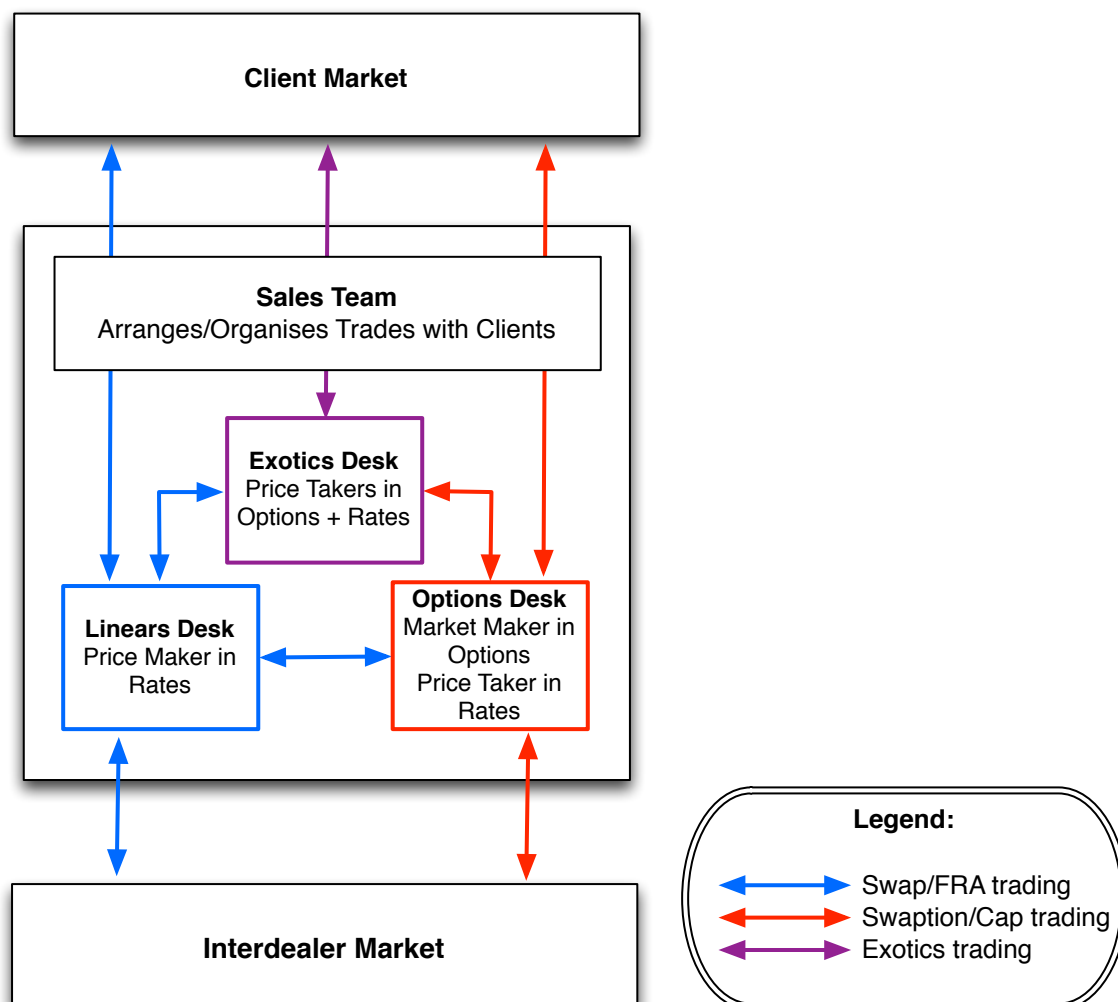 Client Market
Sales Team
Arranges/Organises Trades with Clients
Exotics Desk
Price Takers in
Options + Rates
Linears Desk
Price Maker in
Rates
Options Desk
Market Maker in
Options
Price Taker in
Rates
Interdealer Market
Legend:
Swap/FRA trading
Swaption/Cap trading
Exotics trading